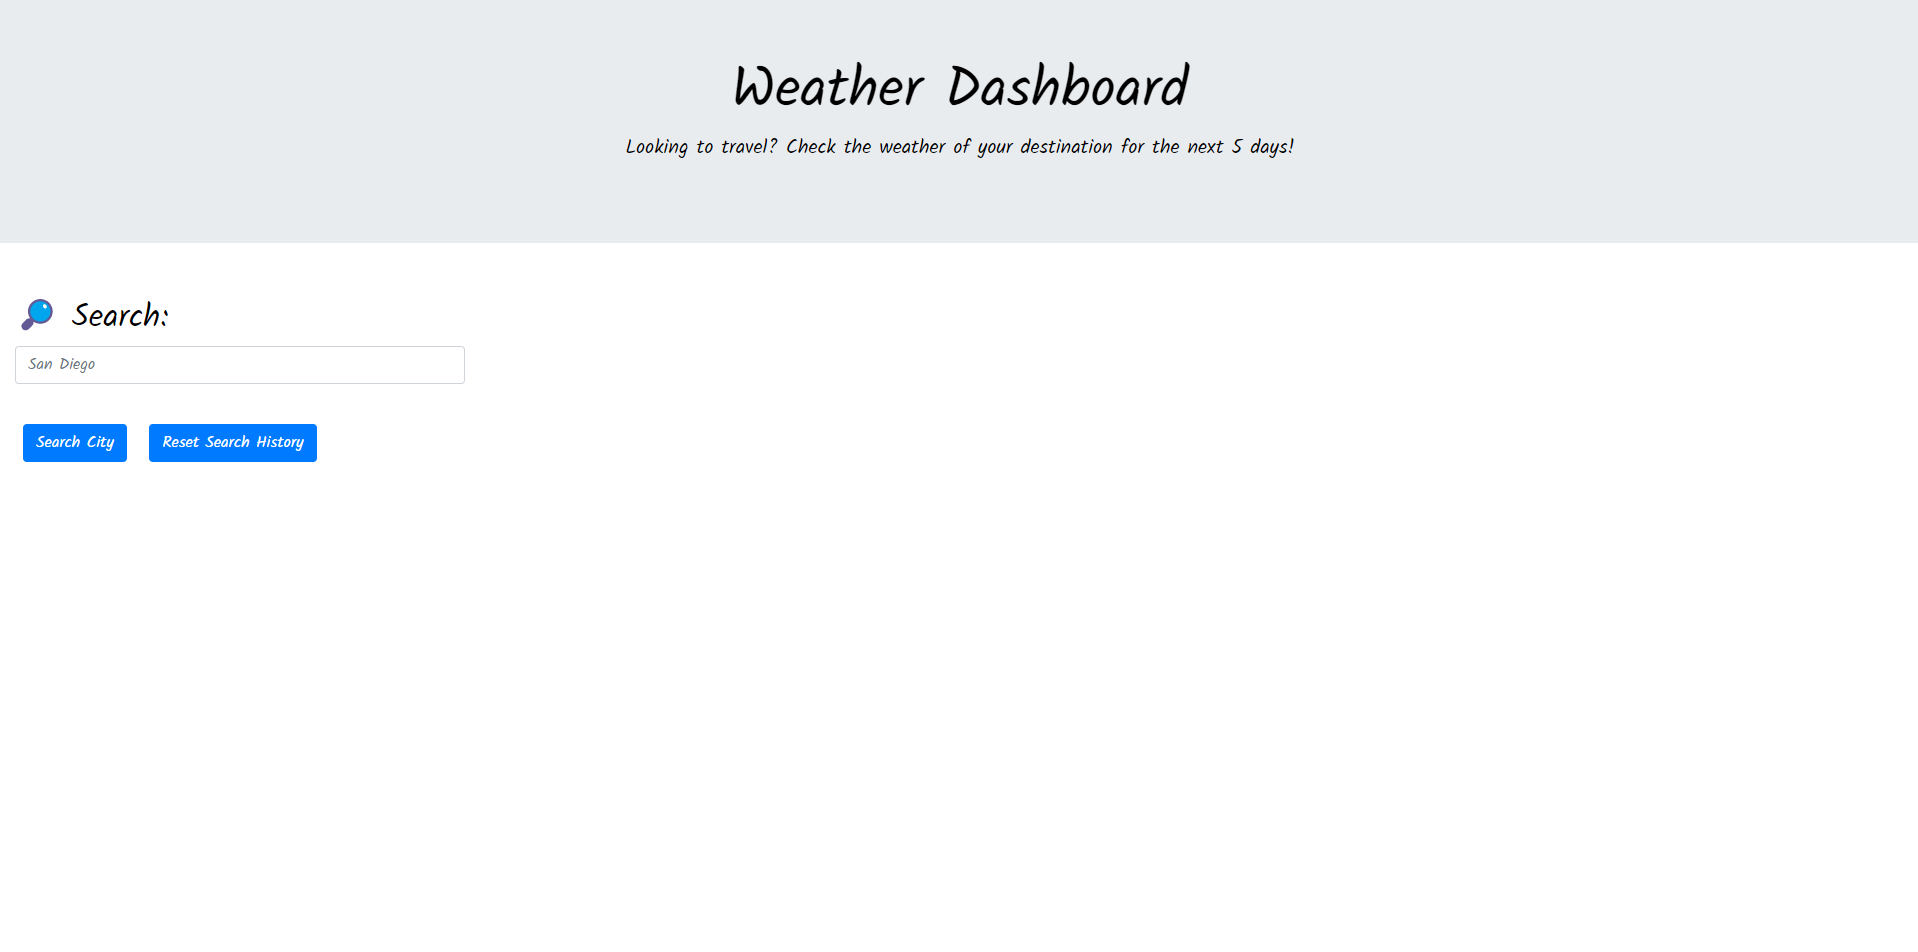 Weather Dashboard
Looking to travel? Check the weather of your destination for the next 5 days!
Search:
San Diego
Search City
Reset Search History